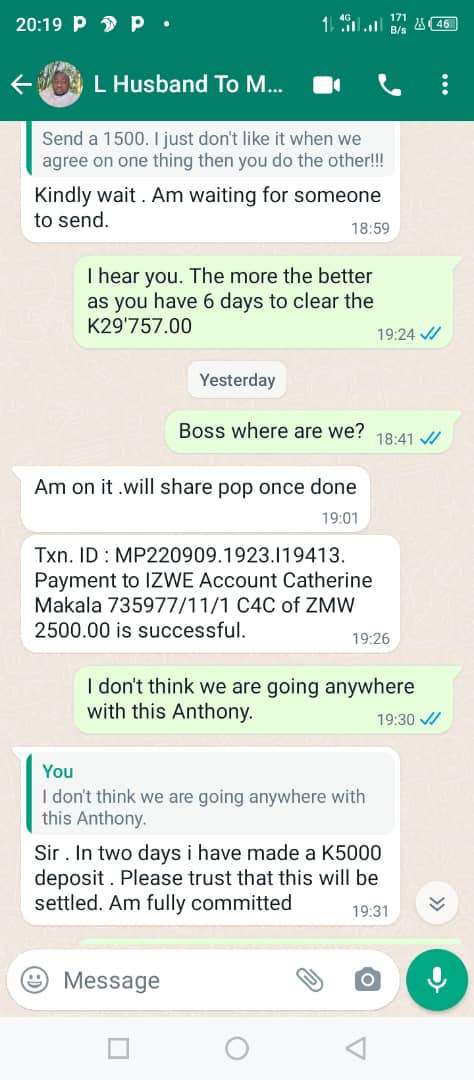 20:19 P P • 4G 171 B/s 46
L Husband To M...
Send a 1500. I just don't like it when we
agree on one thing then you do the other!!!
Kindly wait . Am waiting for someone
to send.
18:59
I hear you. The more the better
as you have 6 days to clear the
K29'757.00
19:24
Yesterday
Boss where are we?
18:41
Am on it .will share pop once done
19:01
Txn. ID : MP220909.1923.I19413.
Payment to IZWE Account Catherine
Makala 735977/11/1 C4C of ZMW
2500.00 is successful.
19:26
I don't think we are going anywhere
with this Anthony.
19:30
You
I don't think we are going anywhere with
this Anthony.
Sir . In two days i have made a K5000
deposit . Please trust that this will be
settled. Am fully committed
19:31
Message